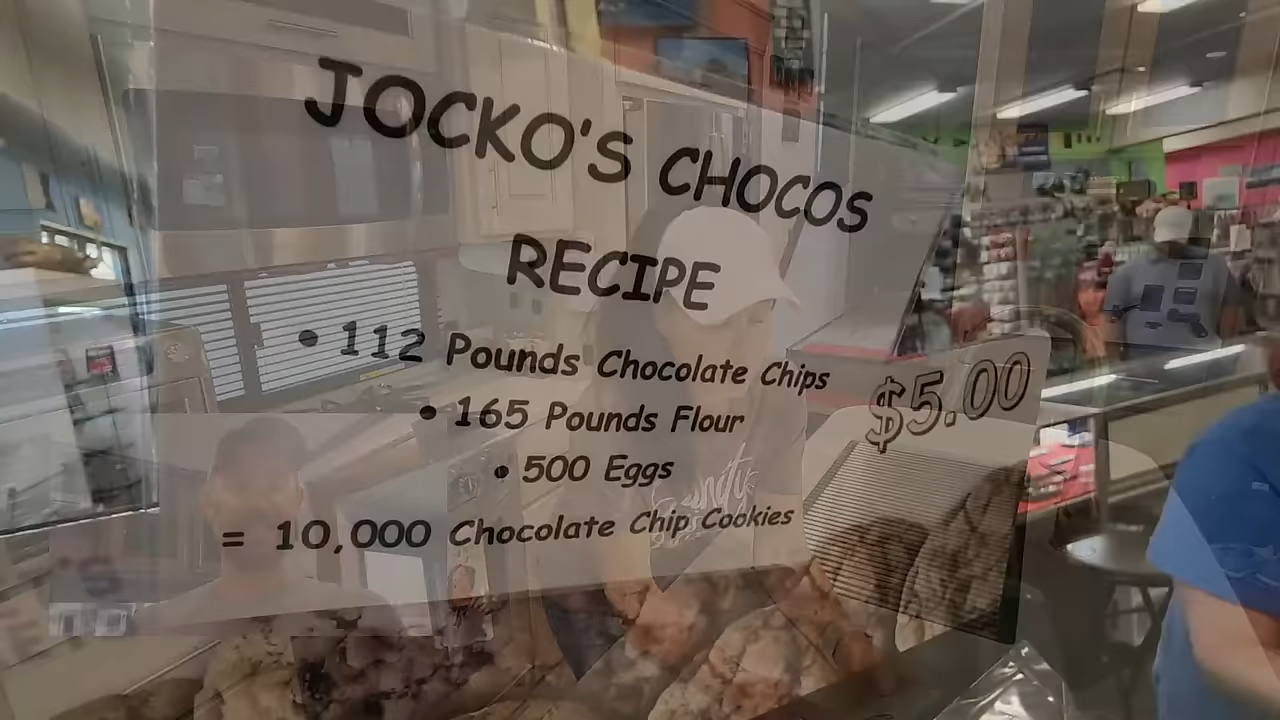 JOCKO'S CHOCOS
RECIPE
• 112 Pounds Chocolate Chips
• 165 Pounds Flour
• 500 Eggs
= 10,000 Chocolate Chip Cookies
$5.00